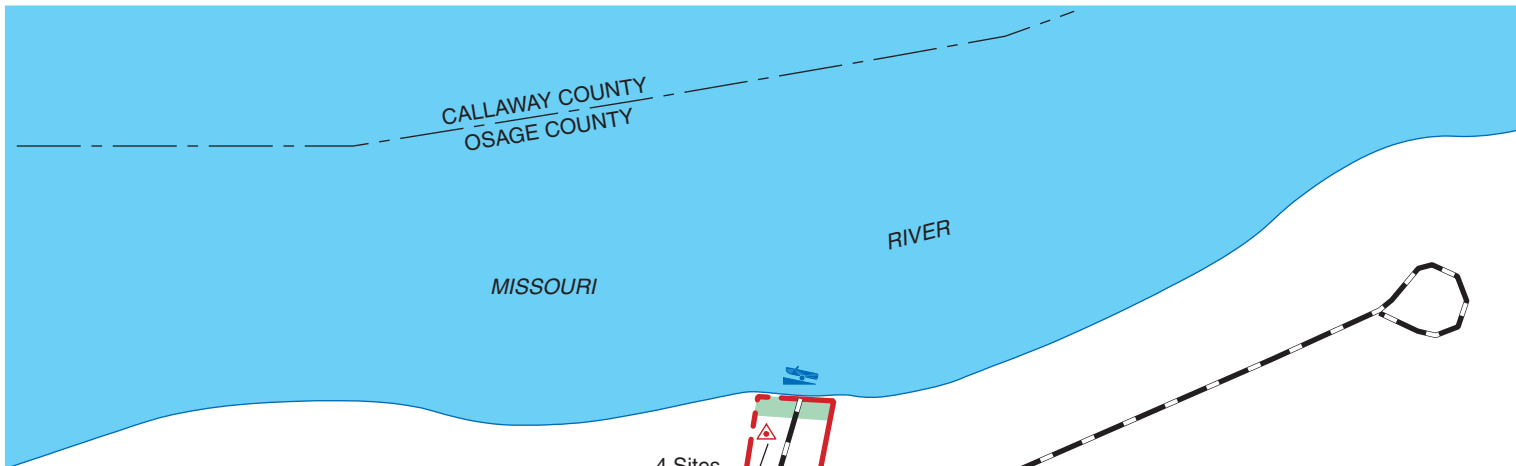 CALLAWAY COUNTY
OSAGE COUNTY
RIVER
MISSOURI
4 Sites